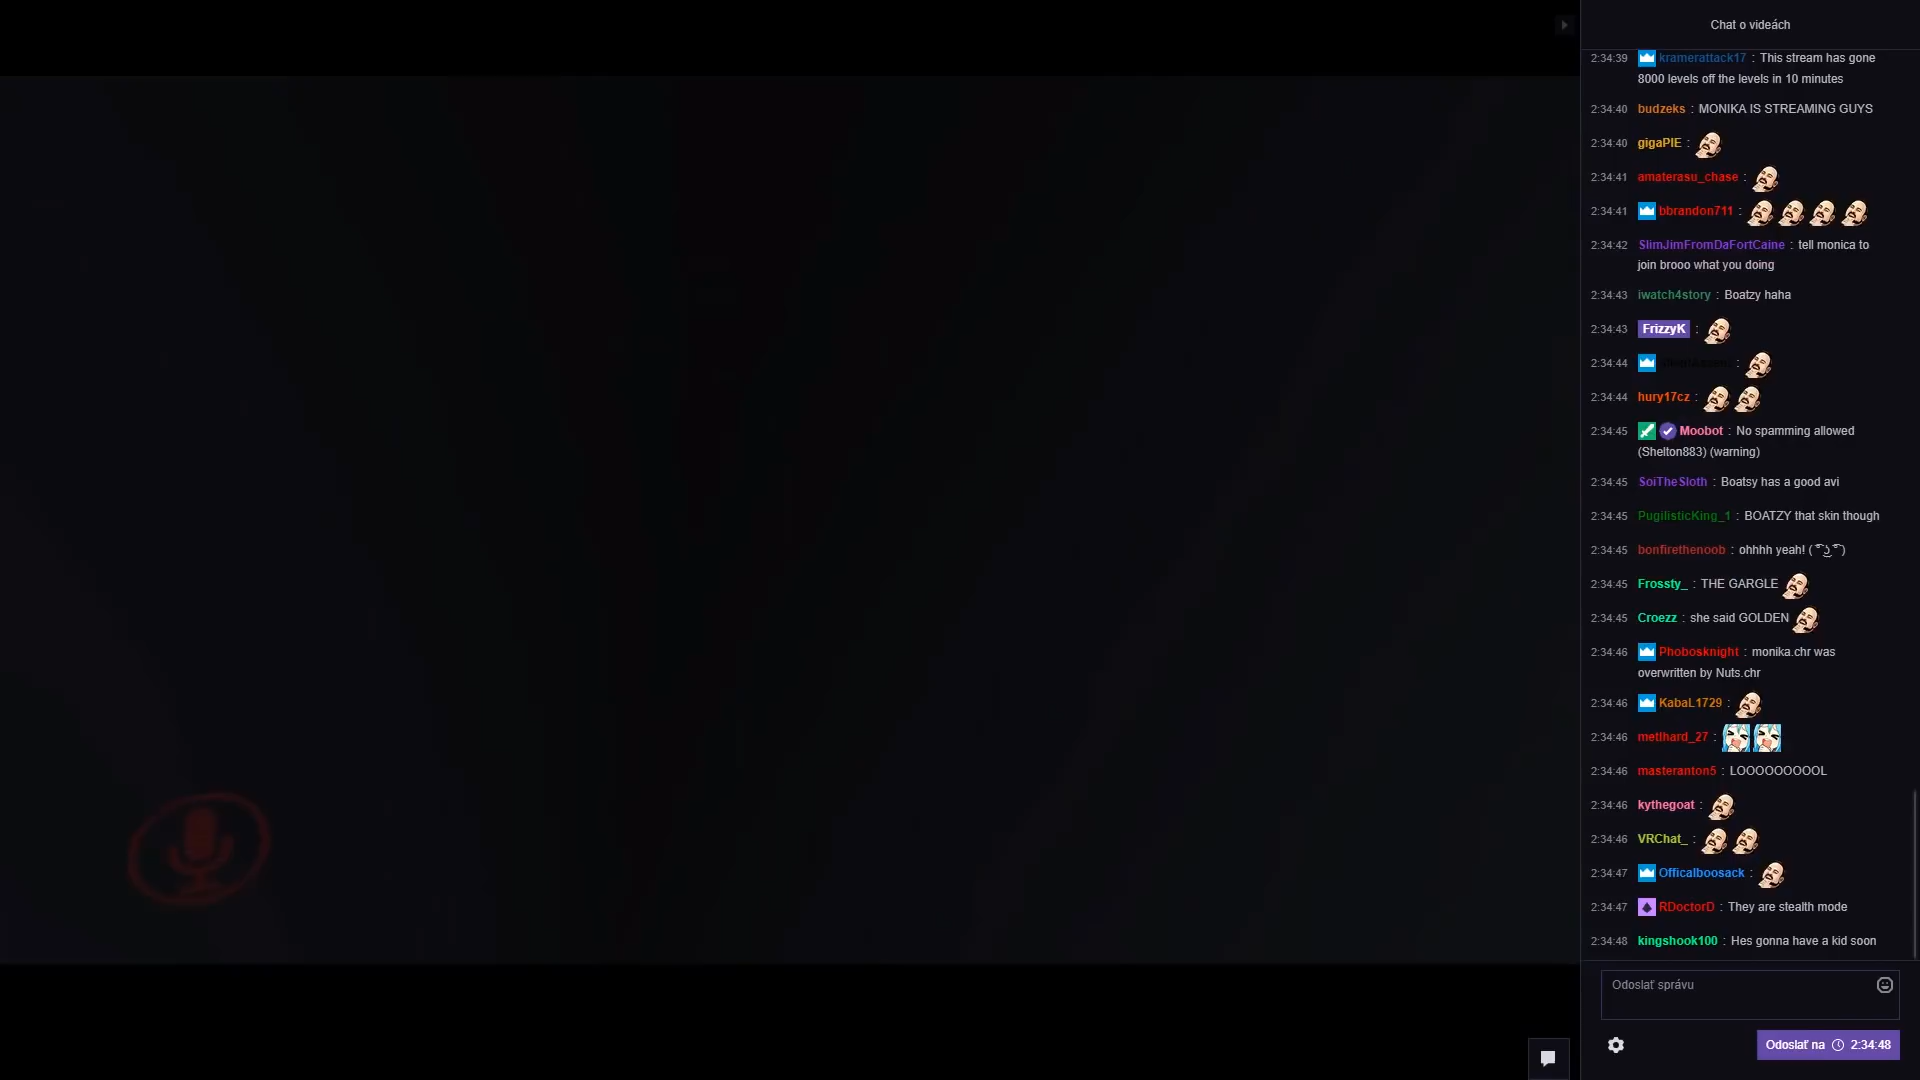 Chat o videách
2:34:39 kramerattack17 : This stream has gone
8000 levels off the levels in 10 minutes
2:34:40 budzeks : MONIKA IS STREAMING GUYS
2:34:40 gigaPIE :
2:34:41 amaterasu_chase :
2:34:41 bbrandon711 :
2:34:42 SlimJimFromDaFortCaine : tell monica to
join brooo what you doing
2:34:43 iwatch4story : Boatzy haha
2:34:43 FrizzyK :
2:34:44 :
2:34:44 hury17cz :
2:34:45 Moobot : No spamming allowed
(Shelton883) (warning)
2:34:45 SoiTheSloth : Boatsy has a good avi
2:34:45 PugilisticKing_1 : BOATZY that skin though
2:34:45 bonfirethenoob : ohhhh yeah! ( ͡° ͜ʖ ͡°)
2:34:45 Frossty_ : THE GARGLE
2:34:45 Croezz : she said GOLDEN
2:34:46 Phobosknight : monika.chr was
overwritten by Nuts.chr
2:34:46 KabaL1729 :
2:34:46 metlhard_27 :
2:34:46 masteranton5 : LOOOOOOOOOL
2:34:46 kythegoat :
2:34:46 VRChat_ :
2:34:47 Officalboosack :
2:34:47 RDoctorD : They are stealth mode
2:34:48 kingshook100 : Hes gonna have a kid soon
Odoslať správu
Odoslať na 2:34:48